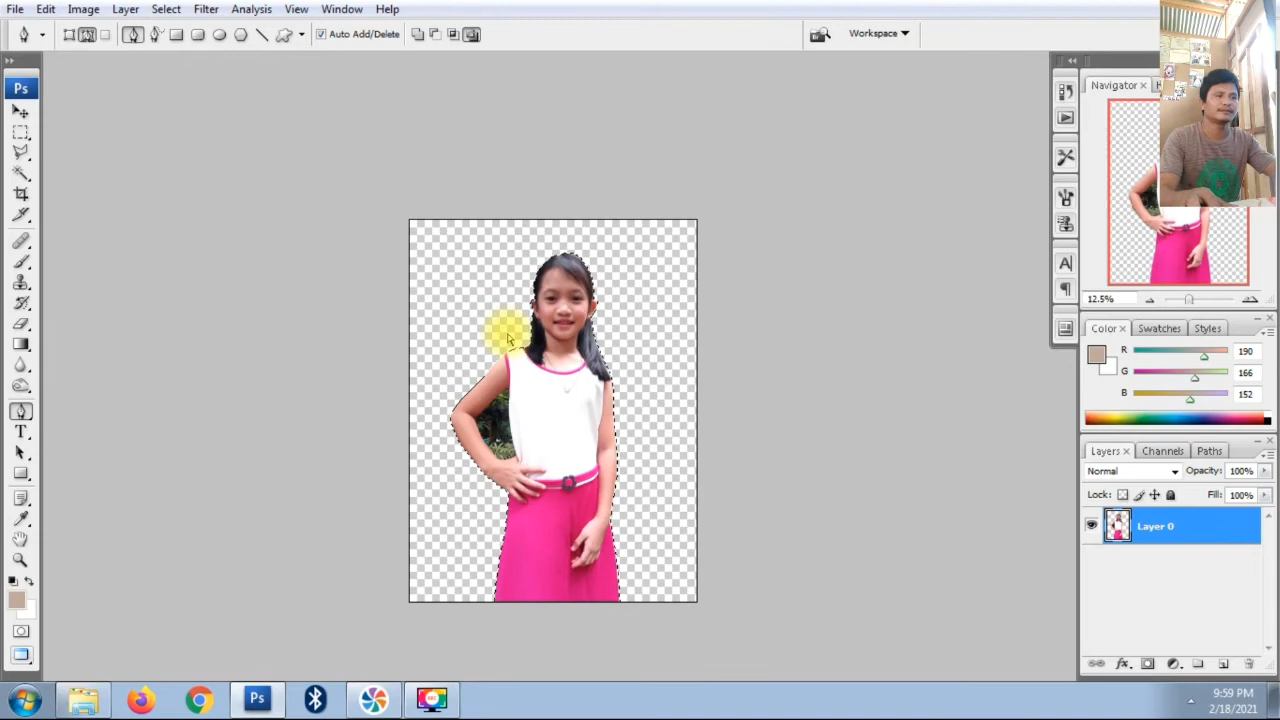 File Edit Image Layer Select Filter Analysis View Window Help
Auto Add/Delete
Workspace
Ps
Navigator
12.5%
Color Swatches Styles
R 190
G 166
B 152
Layers Channels Paths
Normal Opacity: 100%
Lock: Fill: 100%
Layer 0
T
A
Ps
9:59 PM
2/18/2021